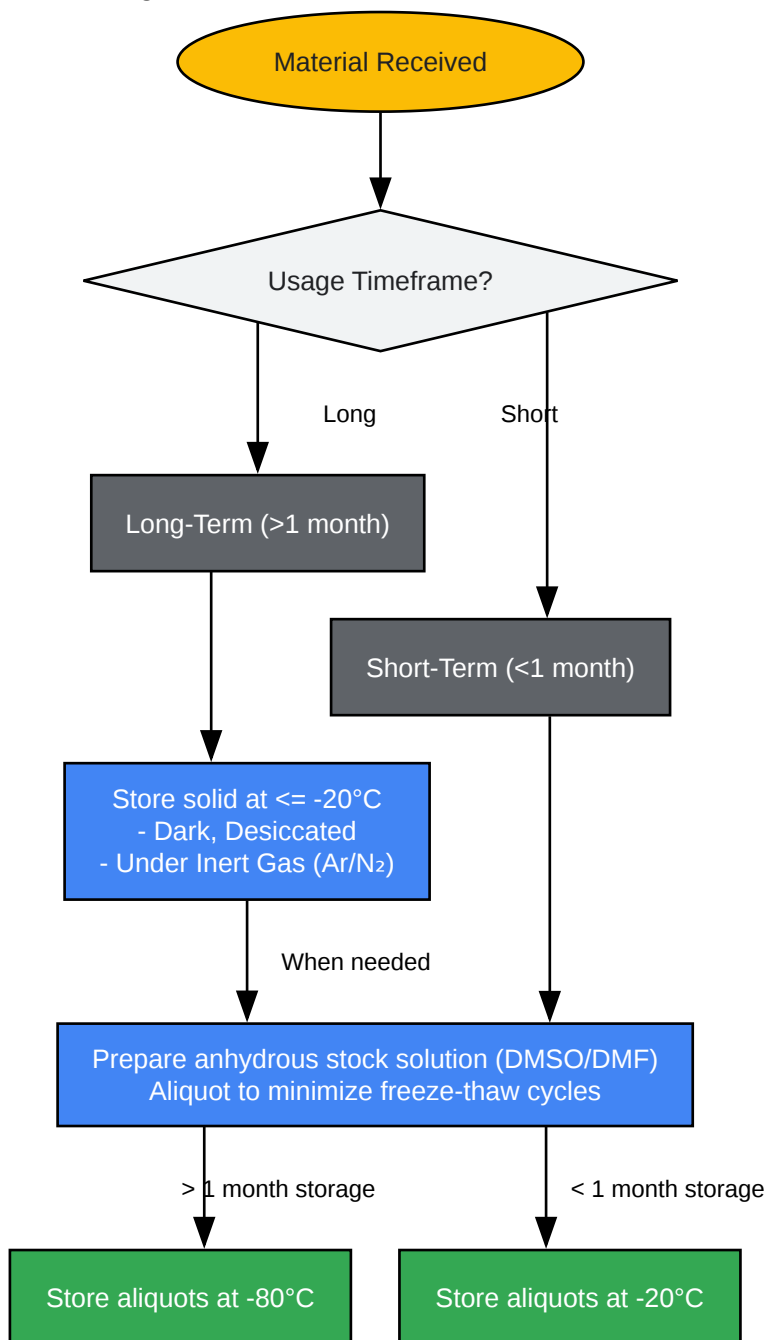 Material Received
Usage Timeframe?
Long
Short
Long-Term (>1 month)
Short-Term (<1 month)
Store solid at <= -20°C
- Dark, Desiccated
- Under Inert Gas (Ar/N₂)
When needed
Prepare anhydrous stock solution (DMSO/DMF)
Aliquot to minimize freeze-thaw cycles
> 1 month storage
< 1 month storage
Store aliquots at -80°C
Store aliquots at -20°C